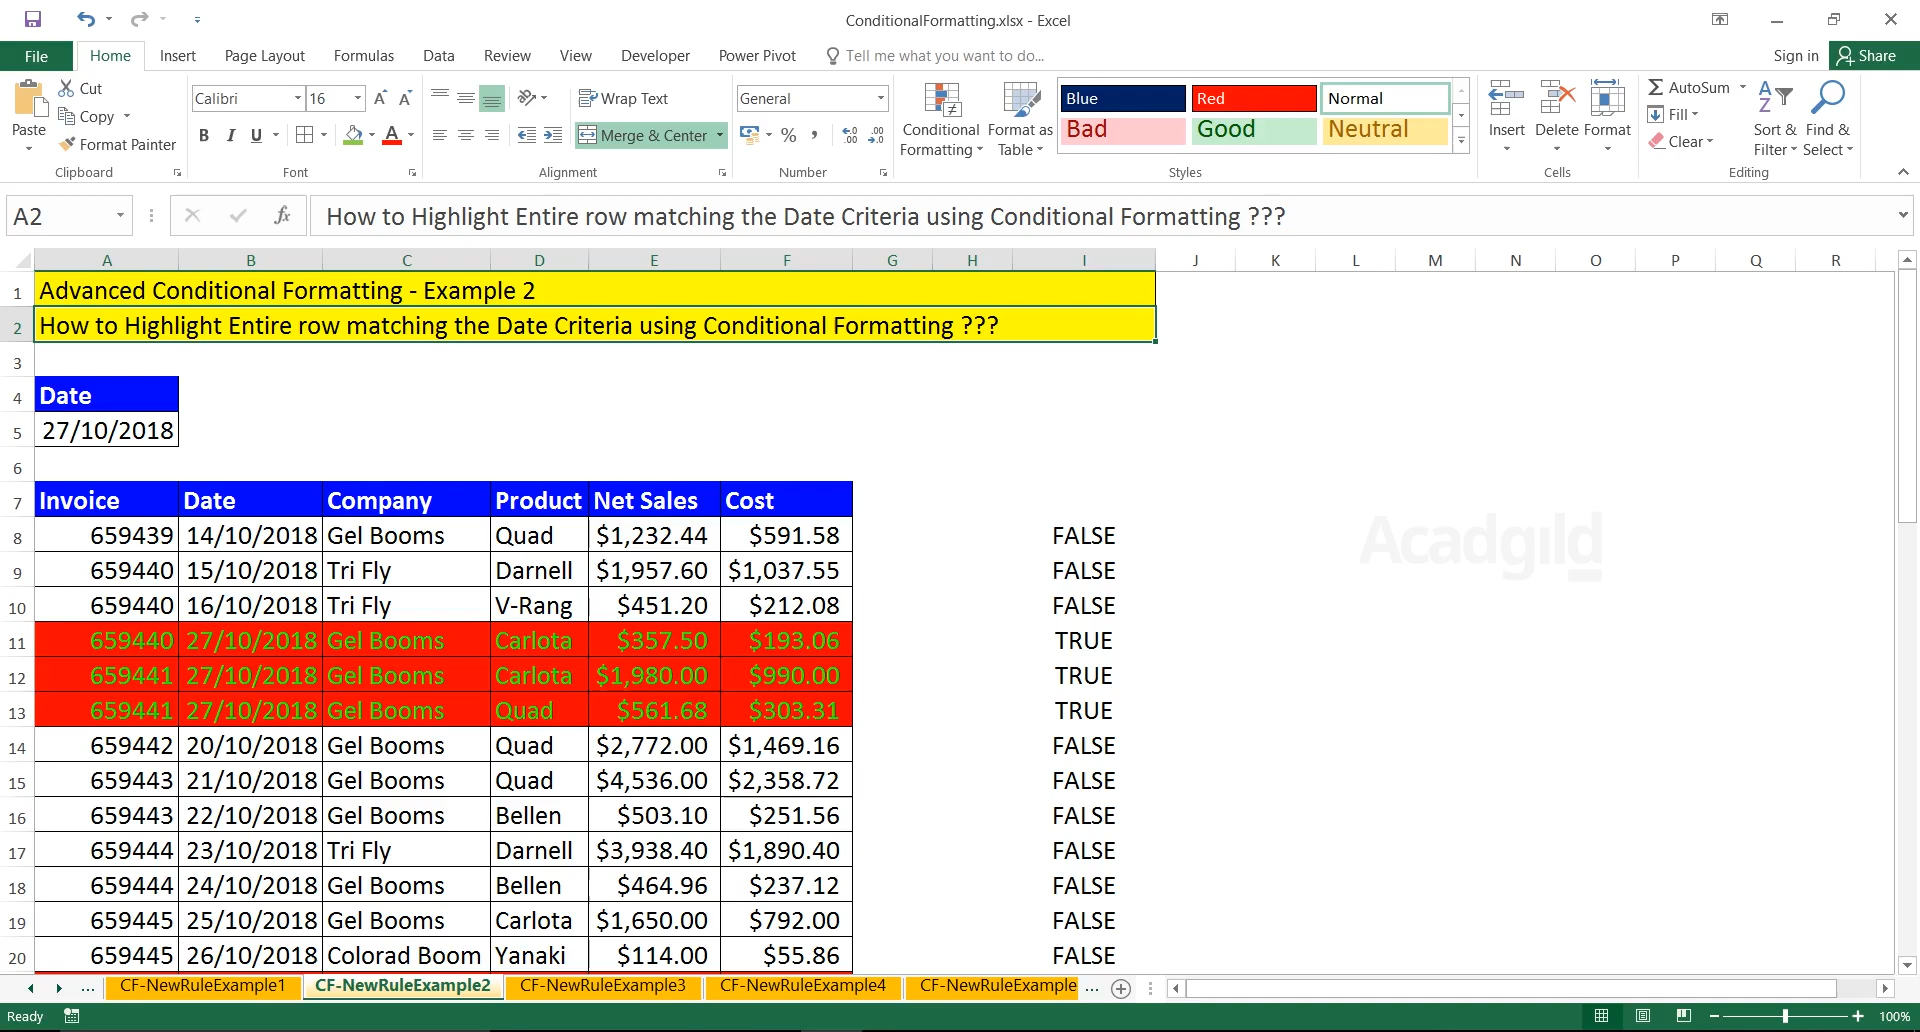 ConditionalFormatting.xlsx - Excel
File Home Insert Page Layout Formulas Data Review View Developer Power Pivot Tell me what you want to do... Sign in Share
Paste
Cut
Copy
Format Painter
Clipboard
Calibri 16
B I U
Font
Wrap Text
Merge & Center
Alignment
General
Number
Conditional Formatting
Format as Table
Blue Red Normal
Bad Good Neutral
Styles
Insert Delete Format
Cells
AutoSum
Fill
Clear
Sort & Filter
Find & Select
Editing
A2 fx How to Highlight Entire row matching the Date Criteria using Conditional Formatting ???
A B C D E F G H I J K L M N O P Q R
1 Advanced Conditional Formatting - Example 2
2 How to Highlight Entire row matching the Date Criteria using Conditional Formatting ???
3
4 Date
5 27/10/2018
6
7 Invoice Date Company Product Net Sales Cost
8 659439 14/10/2018 Gel Booms Quad $1,232.44 $591.58 FALSE
9 659440 15/10/2018 Tri Fly Darnell $1,957.60 $1,037.55 FALSE
10 659440 16/10/2018 Tri Fly V-Rang $451.20 $212.08 FALSE
11 659440 27/10/2018 Gel Booms Carlota $357.50 $193.06 TRUE
12 659441 27/10/2018 Gel Booms Carlota $1,980.00 $990.00 TRUE
13 659441 27/10/2018 Gel Booms Quad $561.68 $303.31 TRUE
14 659442 20/10/2018 Gel Booms Quad $2,772.00 $1,469.16 FALSE
15 659443 21/10/2018 Gel Booms Quad $4,536.00 $2,358.72 FALSE
16 659443 22/10/2018 Gel Booms Bellen $503.10 $251.56 FALSE
17 659444 23/10/2018 Tri Fly Darnell $3,938.40 $1,890.40 FALSE
18 659444 24/10/2018 Gel Booms Bellen $464.96 $237.12 FALSE
19 659445 25/10/2018 Gel Booms Carlota $1,650.00 $792.00 FALSE
20 659445 26/10/2018 Colorad Boom Yanaki $114.00 $55.86 FALSE
Acadgild
... CF-NewRuleExample1 CF-NewRuleExample2 CF-NewRuleExample3 CF-NewRuleExample4 CF-NewRuleExample ...
Ready 100%